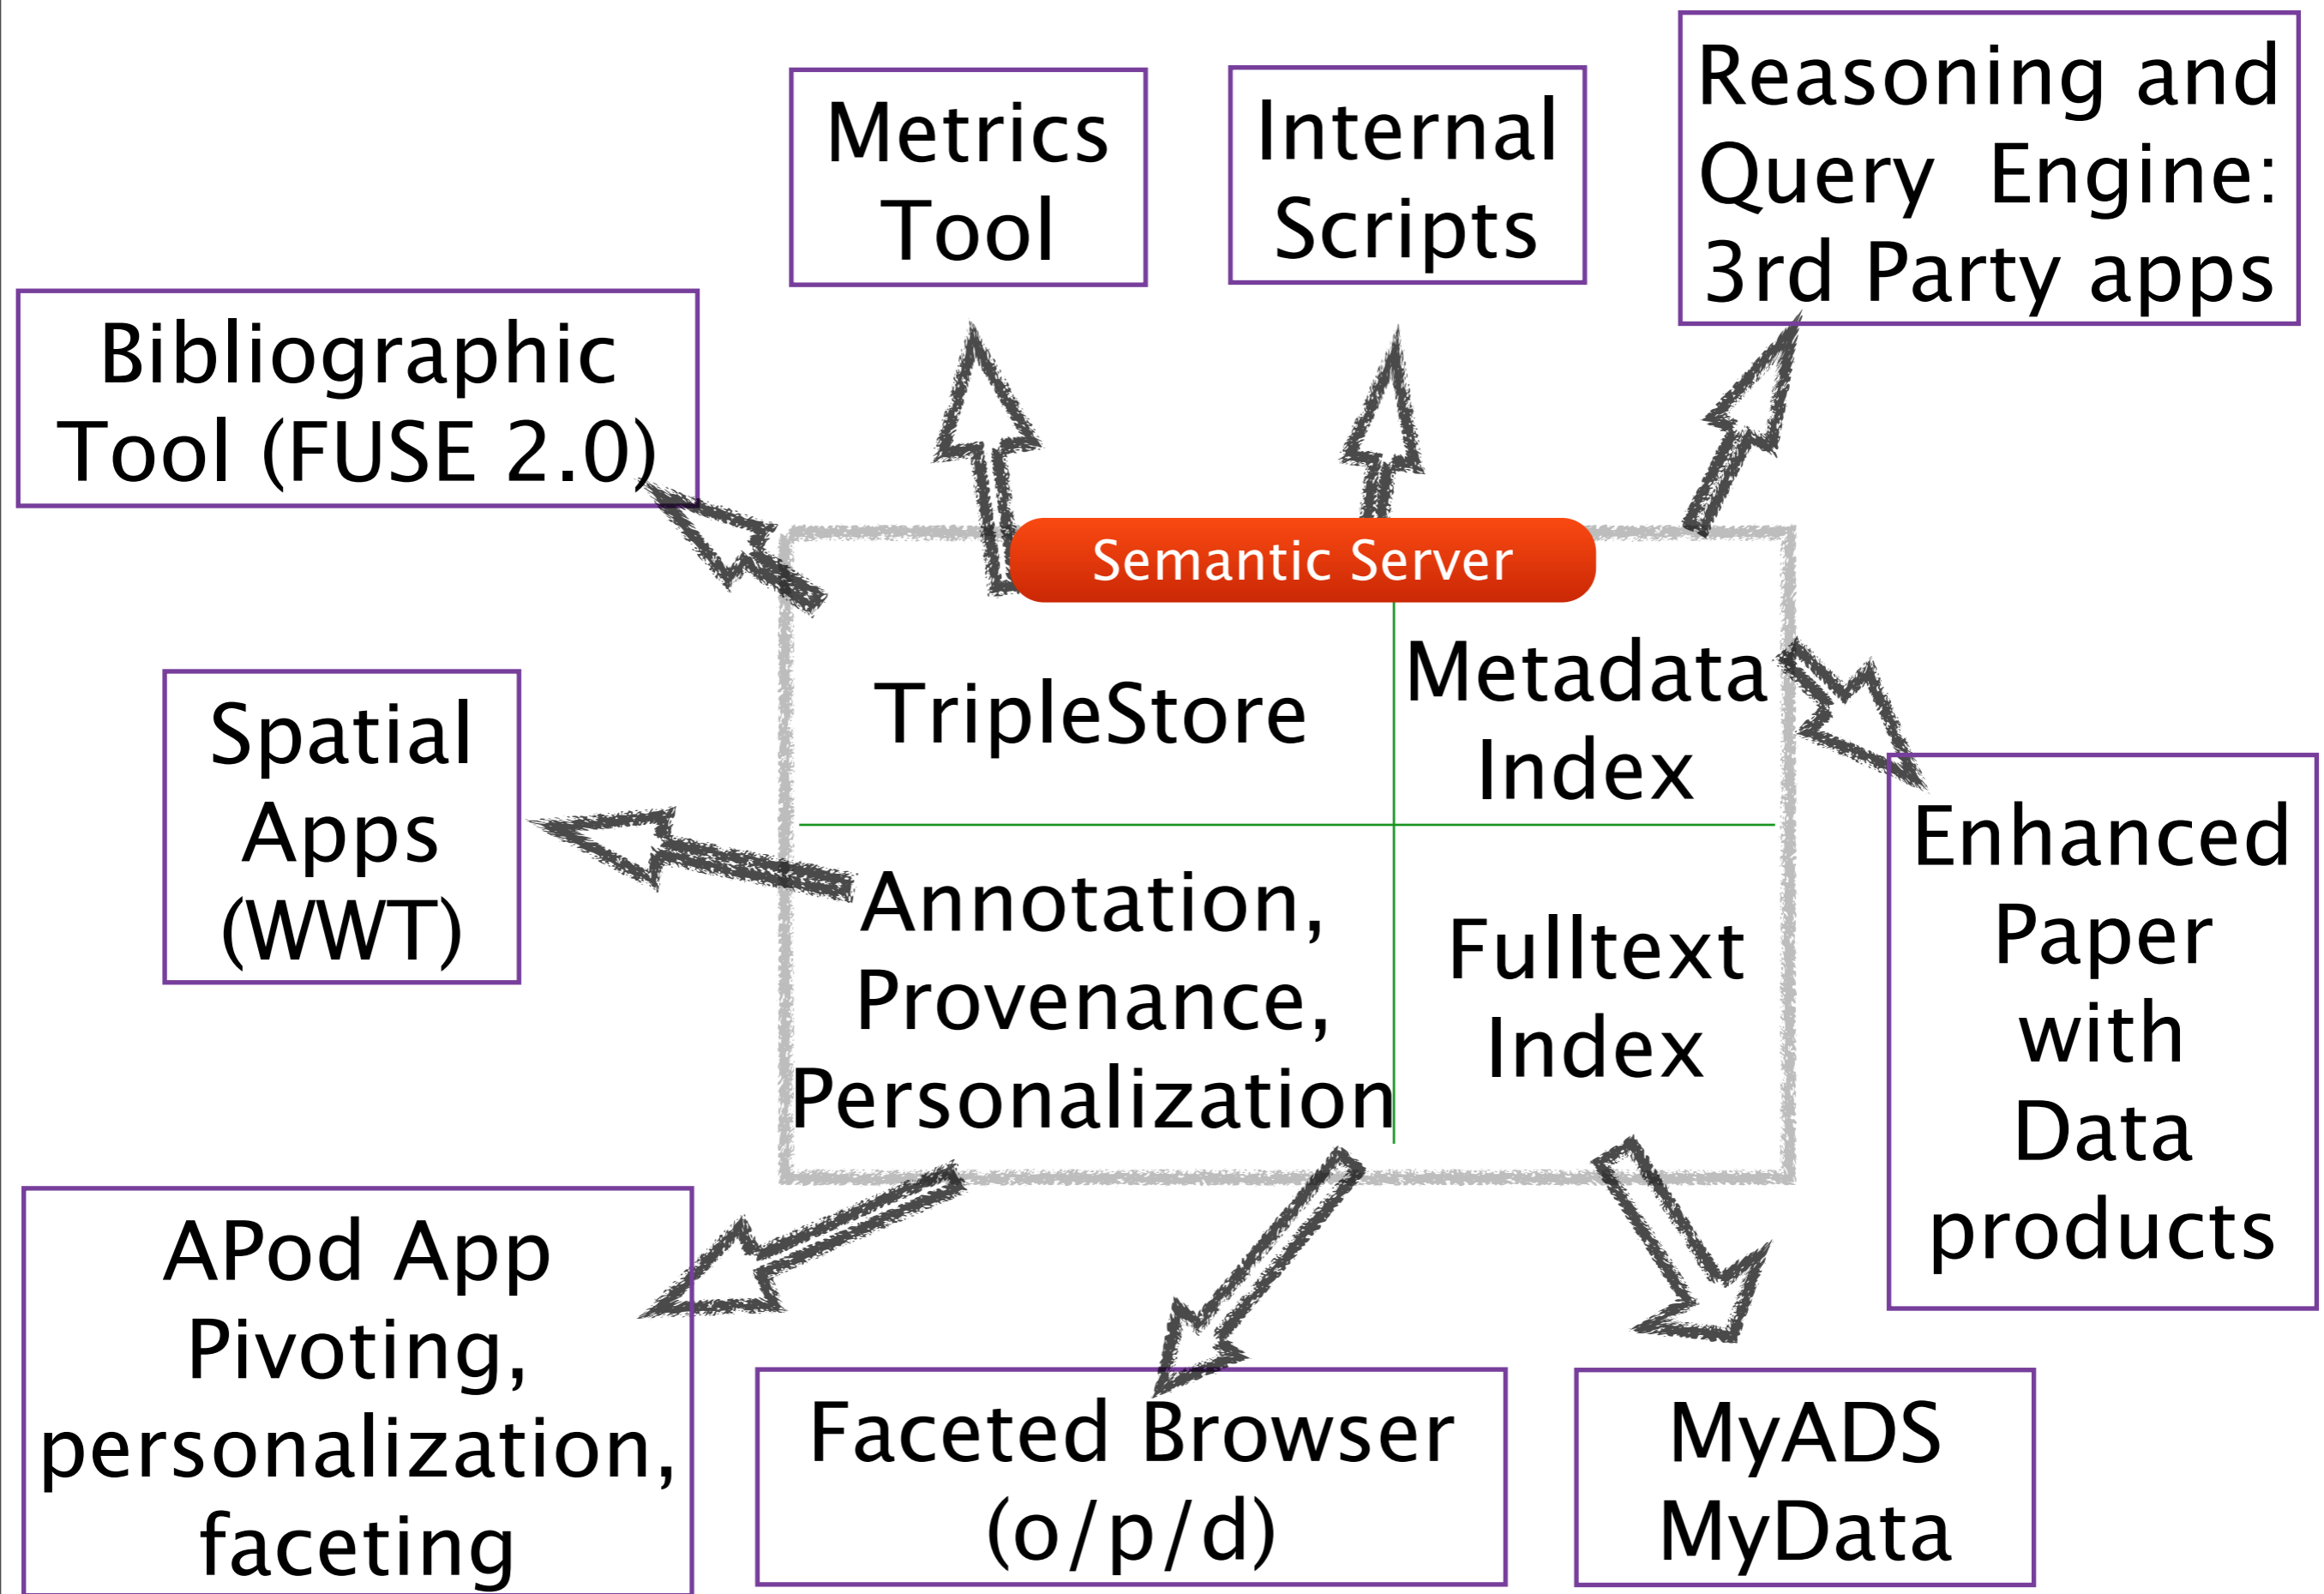 Metrics
Tool
Internal
Scripts
Reasoning and
Query Engine:
3rd Party apps
Bibliographic
Tool (FUSE 2.0)
Semantic Server
TripleStore
Metadata
Index
Spatial
Apps
(WWT)
Annotation,
Provenance,
Personalization
Fulltext
Index
Enhanced
Paper
with
Data
products
APod App
Pivoting,
personalization,
faceting
Faceted Browser
(o/p/d)
MyADS
MyData